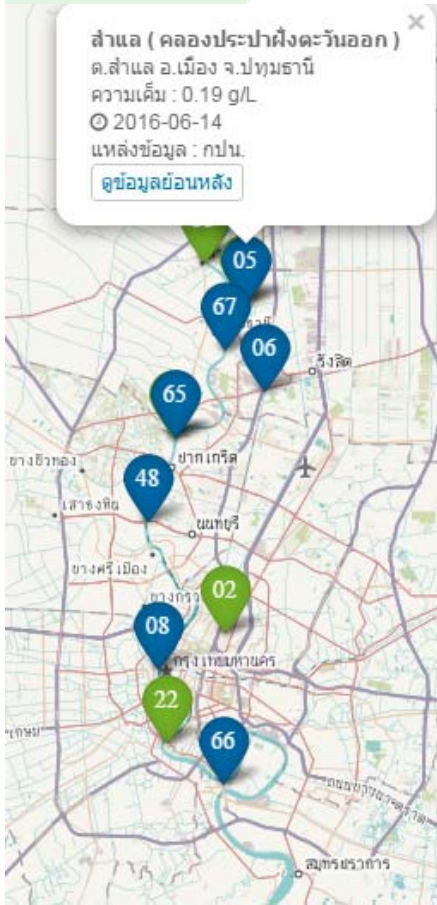 สำแล ( คลองประปาฝั่งตะวันออก )
ต.สำแล อ.เมือง จ.ปทุมธานี
ความเค็ม : 0.19 g/L
2016-06-14
แหล่งข้อมูล : กปน.
ดูข้อมูลย้อนหลัง
05
67
06
รังสิต
65
ปากเกร็ด
บางบัวทอง
48
เสาธงหิน
นนทบุรี
บางศรีเมือง
บางกรว
02
08
กรุงเทพมหานคร
22
66
สมุทรปราการ